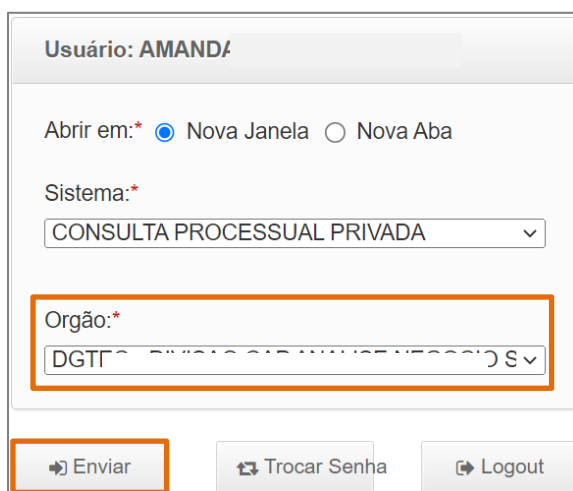 Usuário: AMANDA
Abrir em:* Nova Janela Nova Aba
Sistema:*
CONSULTA PROCESSUAL PRIVADA
Orgão:*
S
Enviar Trocar Senha Logout